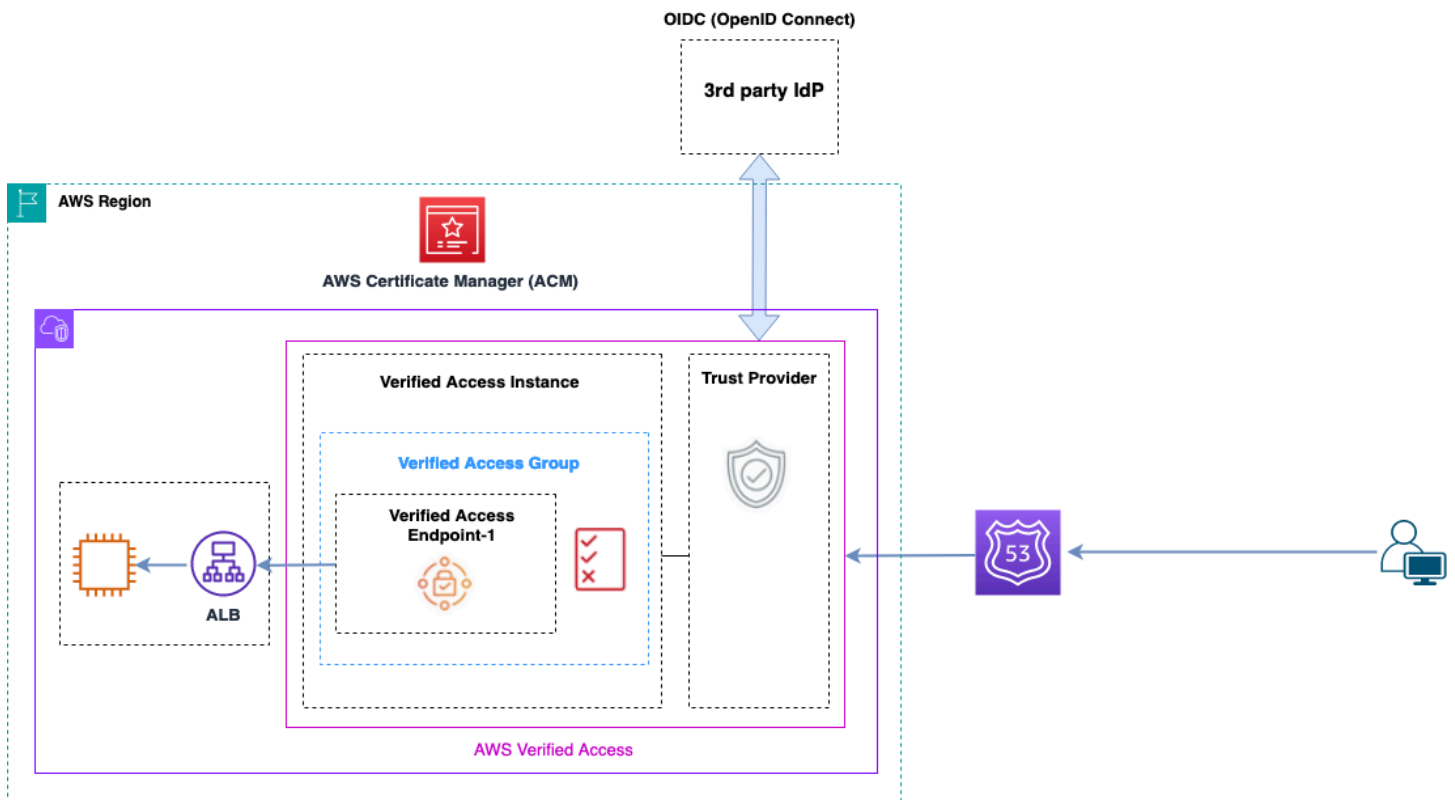 OIDC (OpenID Connect)
3rd party IdP
AWS Region
AWS Certificate Manager (ACM)
Verified Access Instance
Trust Provider
Verified Access Group
Verified Access
Endpoint-1
53
ALB
AWS Verified Access